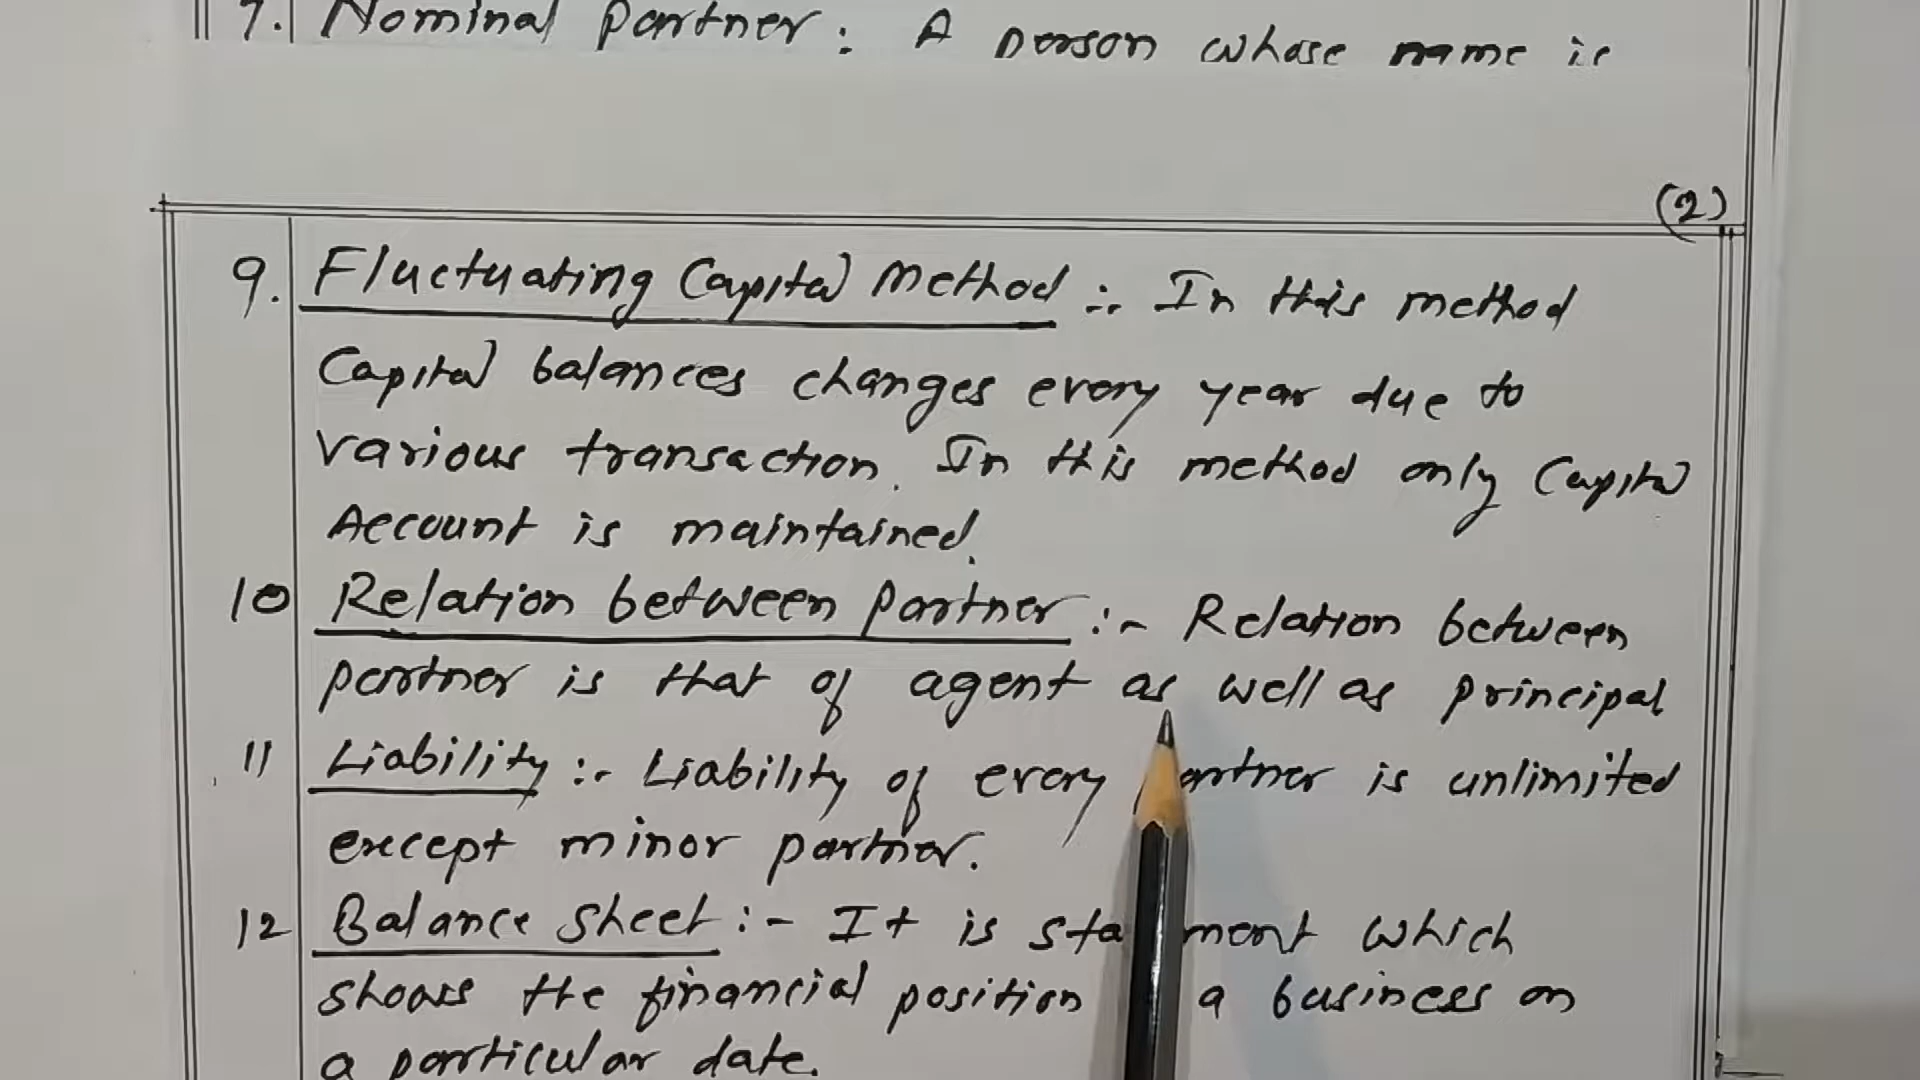 7. Nominal Partner : A person whose name is
(2)
9. Fluctuating Capital Method :- In this method
Capital balances changes every year due to
various transaction. In this method only Capital
Account is maintained.
10 Relation between partner :- Relation between
partner is that of agent as well as principal
11 Liability :- Liability of every partner is unlimited
except minor partner.
12 Balance Sheet :- It is sta ment which
shows the financial position a business on
a particular date.